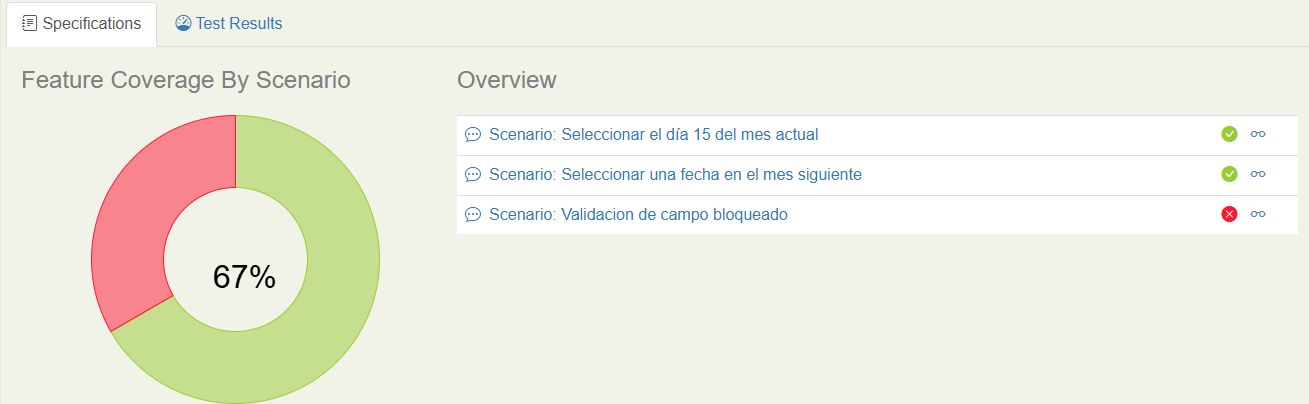 Specifications
Test Results
Feature Coverage By Scenario
67%
Overview
Scenario: Seleccionar el día 15 del mes actual
Scenario: Seleccionar una fecha en el mes siguiente
Scenario: Validacion de campo bloqueado